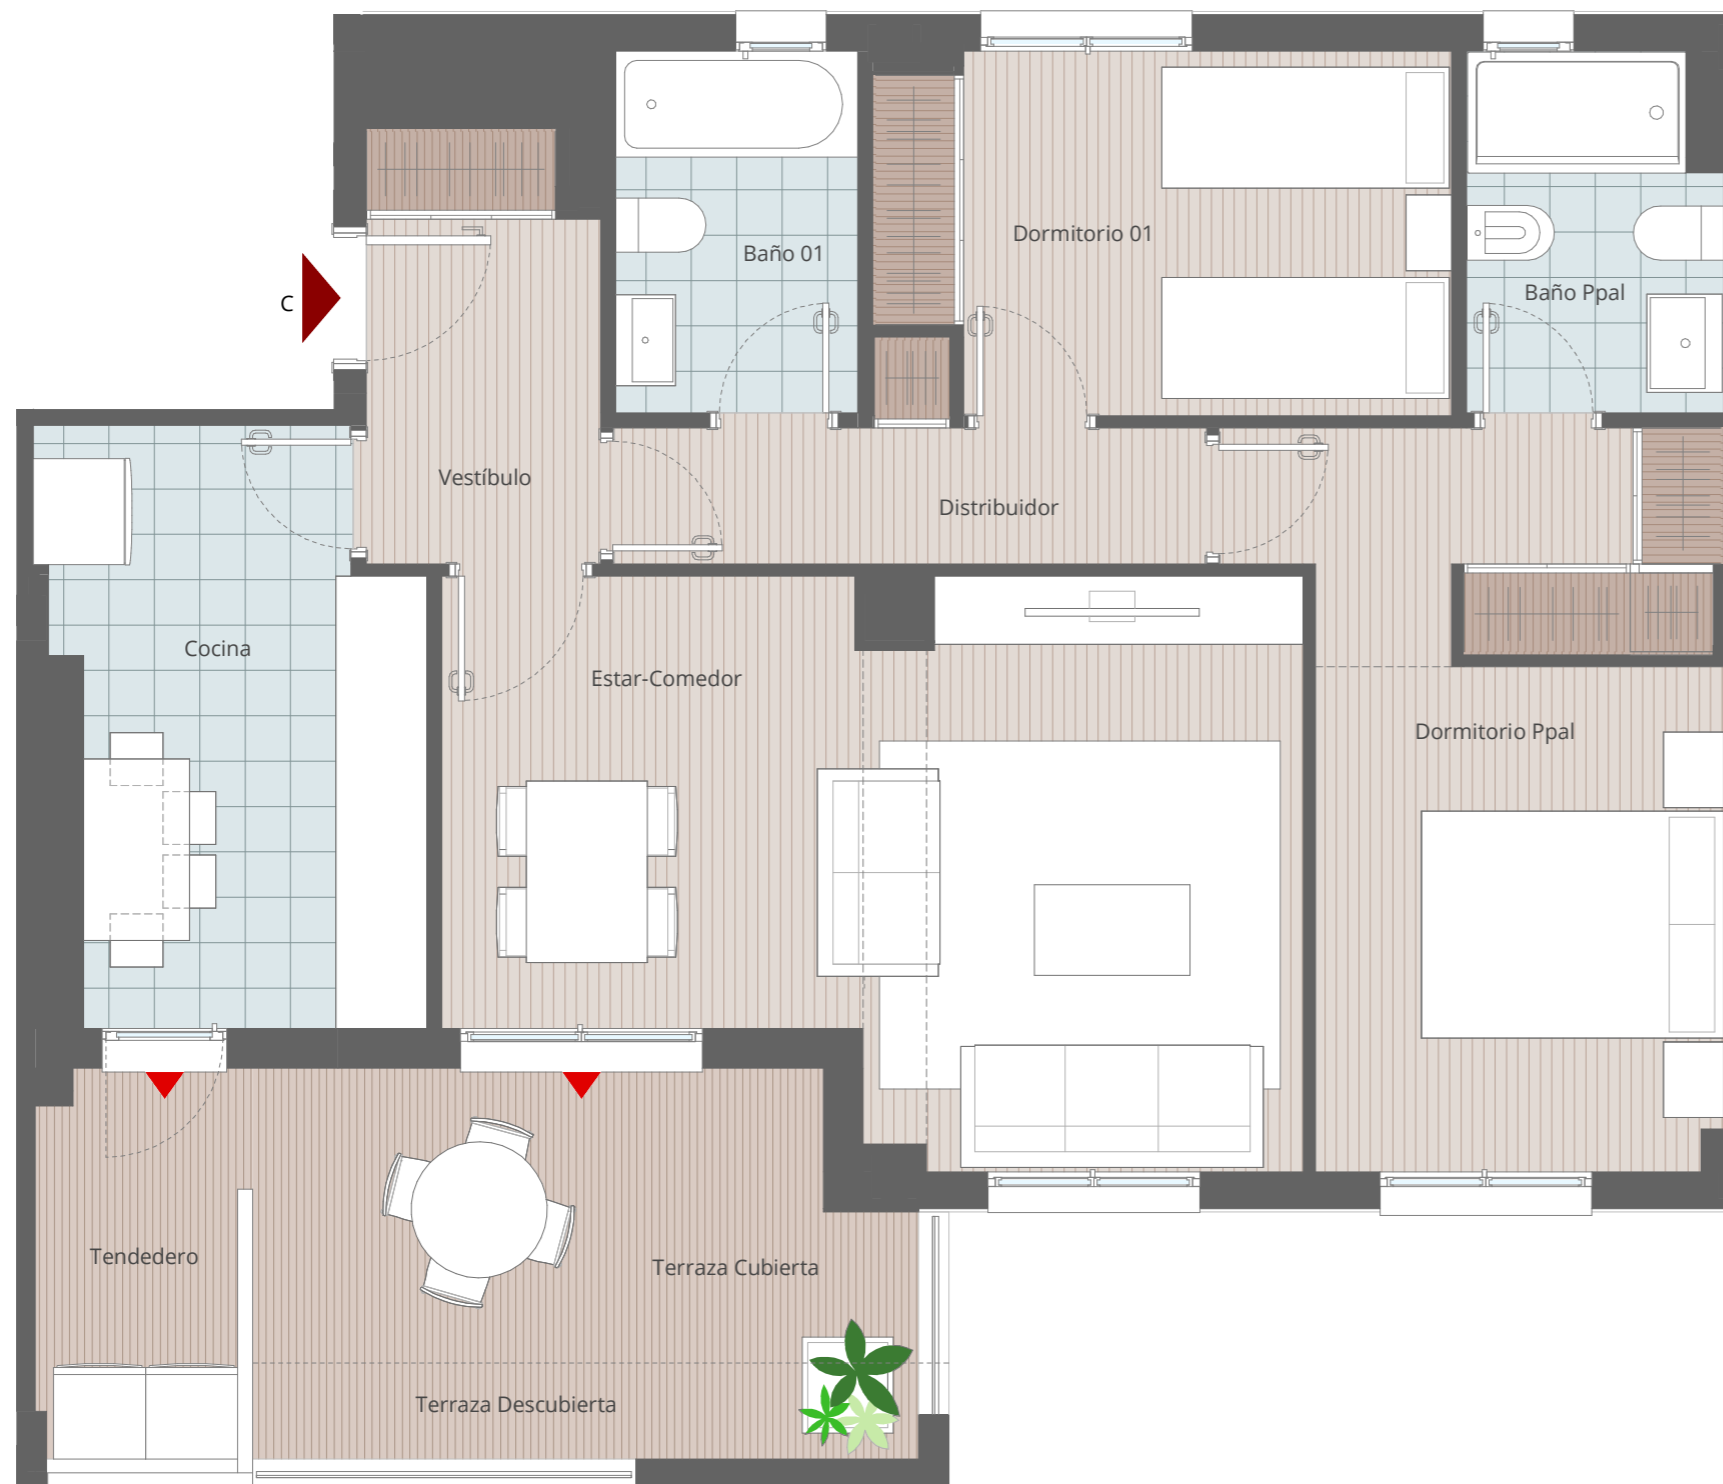 Dormitorio 01
Baño 01
Baño Ppal
C
Vestíbulo
Distribuidor
Cocina
Estar-Comedor
Dormitorio Ppal
Tendedero
Terraza Cubierta
Terraza Descubierta